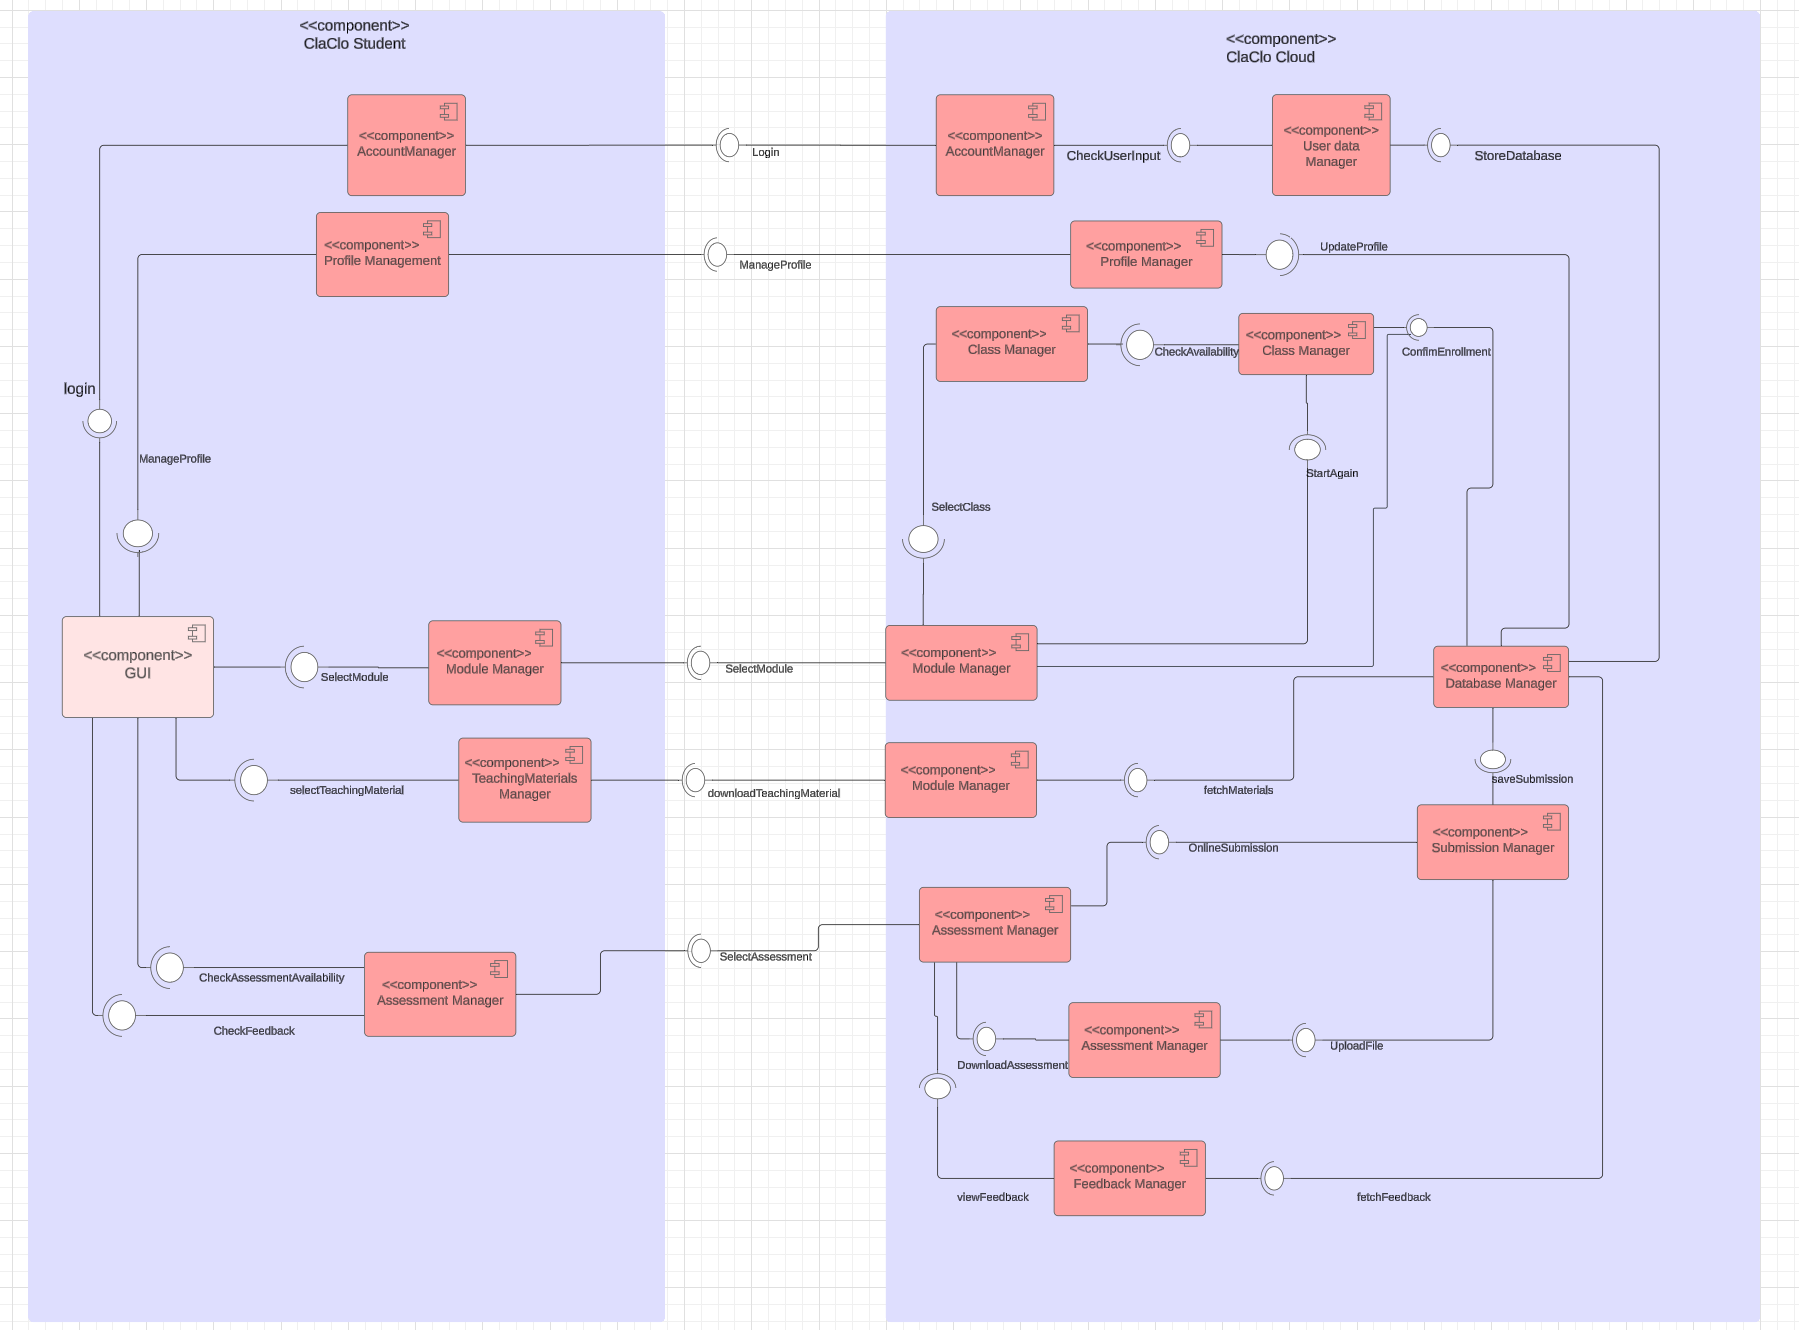 <<component>>
ClaClo Student
<<component>>
AccountManager
<<component>>
Profile Management
login
ManageProfile
<<component>>
GUI
SelectModule
<<component>>
Module Manager
selectTeachingMaterial
<<component>>
TeachingMaterials
Manager
CheckAssessmentAvailability
CheckFeedback
<<component>>
Assessment Manager
Login
ManageProfile
SelectModule
downloadTeachingMaterial
SelectAssessment
<<component>>
ClaClo Cloud
<<component>>
AccountManager
CheckUserInput
<<component>>
User data
Manager
StoreDatabase
<<component>>
Profile Manager
UpdateProfile
<<component>>
Class Manager
CheckAvailability
<<component>>
Class Manager
ConfimEnrollment
StartAgain
SelectClass
<<component>>
Module Manager
<<component>>
Database Manager
<<component>>
Module Manager
fetchMaterials
saveSubmission
<<component>>
Submission Manager
OnlineSubmission
<<component>>
Assessment Manager
DownloadAssessment
<<component>>
Assessment Manager
UploadFile
<<component>>
Feedback Manager
viewFeedback
fetchFeedback